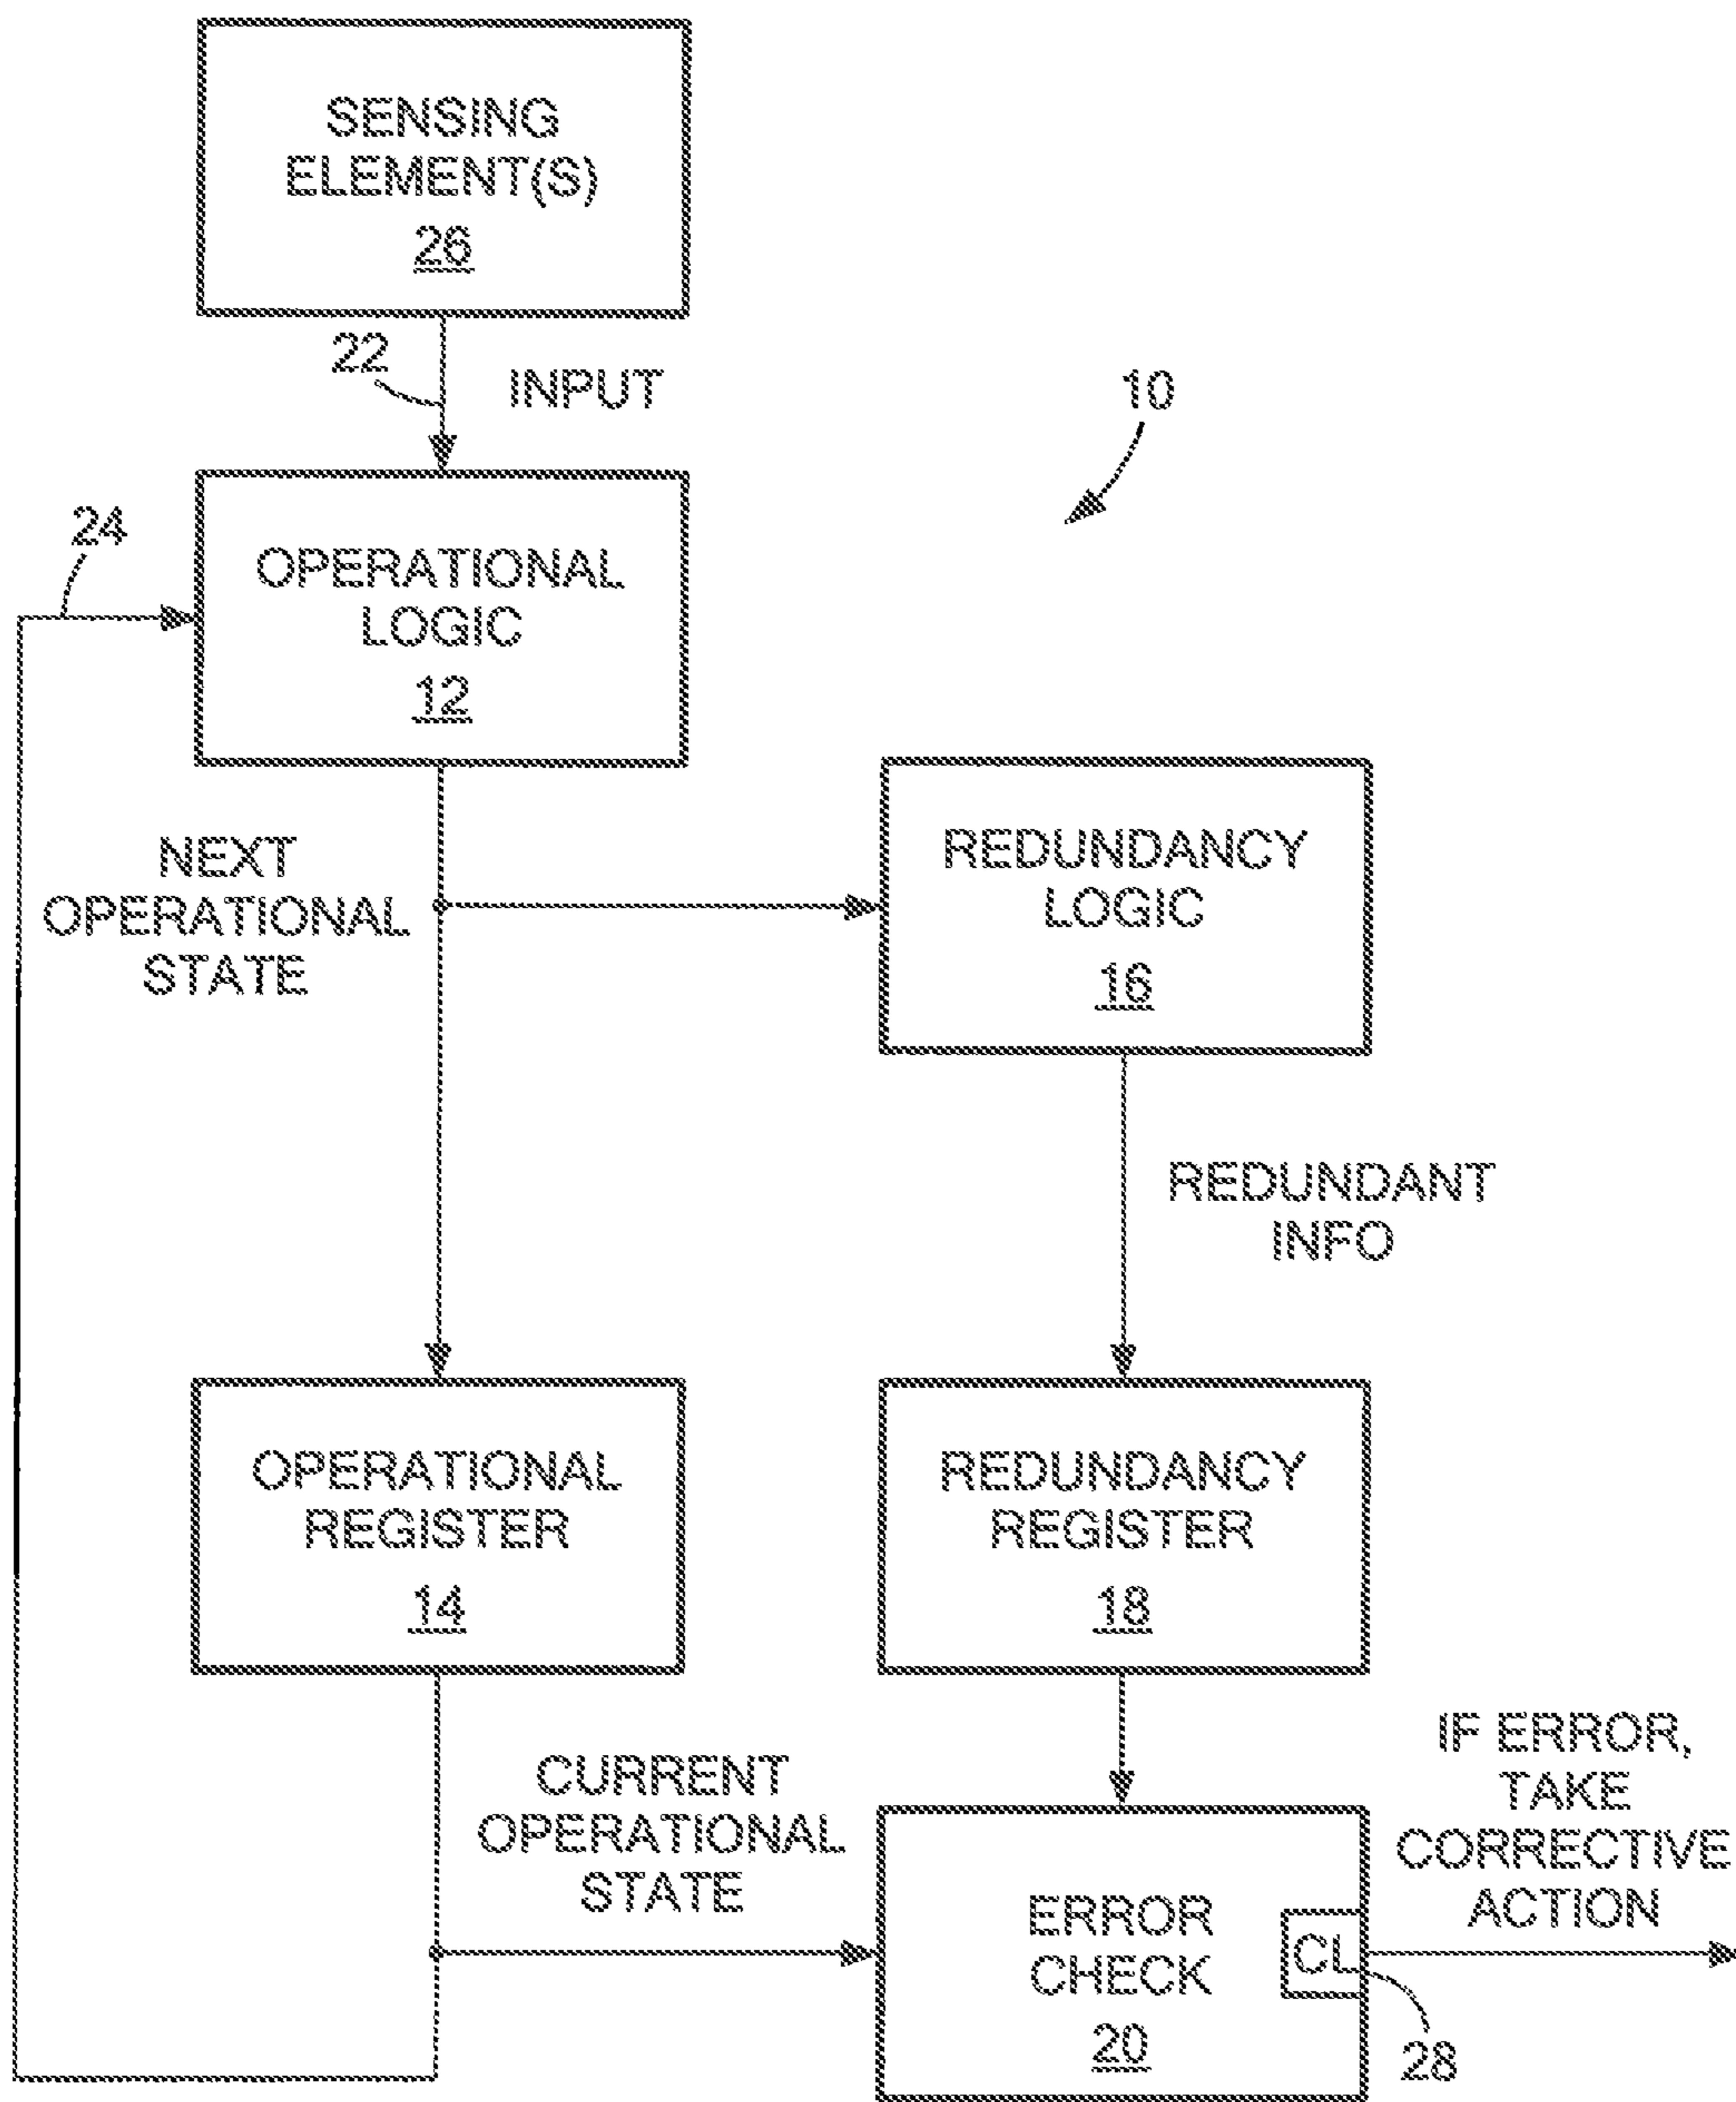 SENSING
ELEMENT(S)
26
22
INPUT
10
24
OPERATIONAL
LOGIC
12
NEXT
OPERATIONAL
STATE
REDUNDANCY
LOGIC
16
REDUNDANT
INFO
OPERATIONAL
REGISTER
14
REDUNDANCY
REGISTER
18
CURRENT
OPERATIONAL
STATE
IF ERROR,
TAKE
CORRECTIVE
ACTION
ERROR
CHECK
20
CL
28